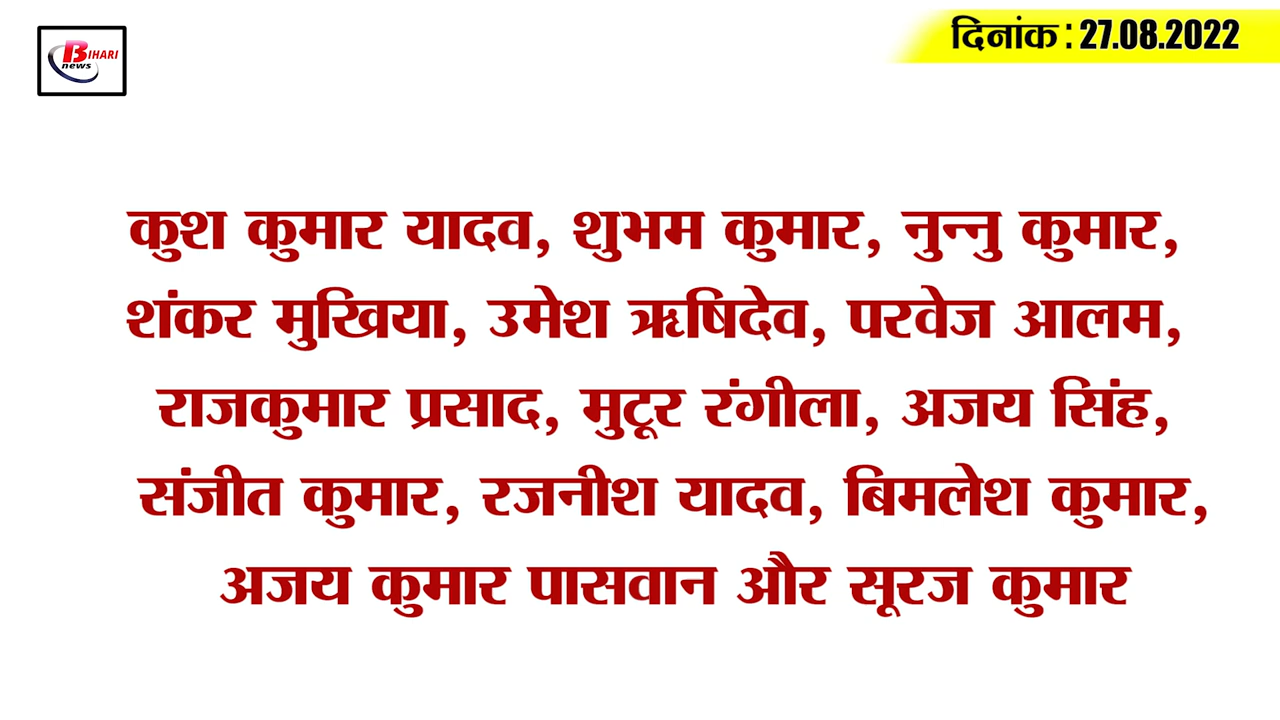 BIHARI
news
दिनांक : 27.08.2022
कुश कुमार यादव, शुभम कुमार, नुन्नु कुमार,
शंकर मुखिया, उमेश ऋषिदेव, परवेज आलम,
राजकुमार प्रसाद, मुटूर रंगीला, अजय सिंह,
संजीत कुमार, रजनीश यादव, बिमलेश कुमार,
अजय कुमार पासवान और सूरज कुमार